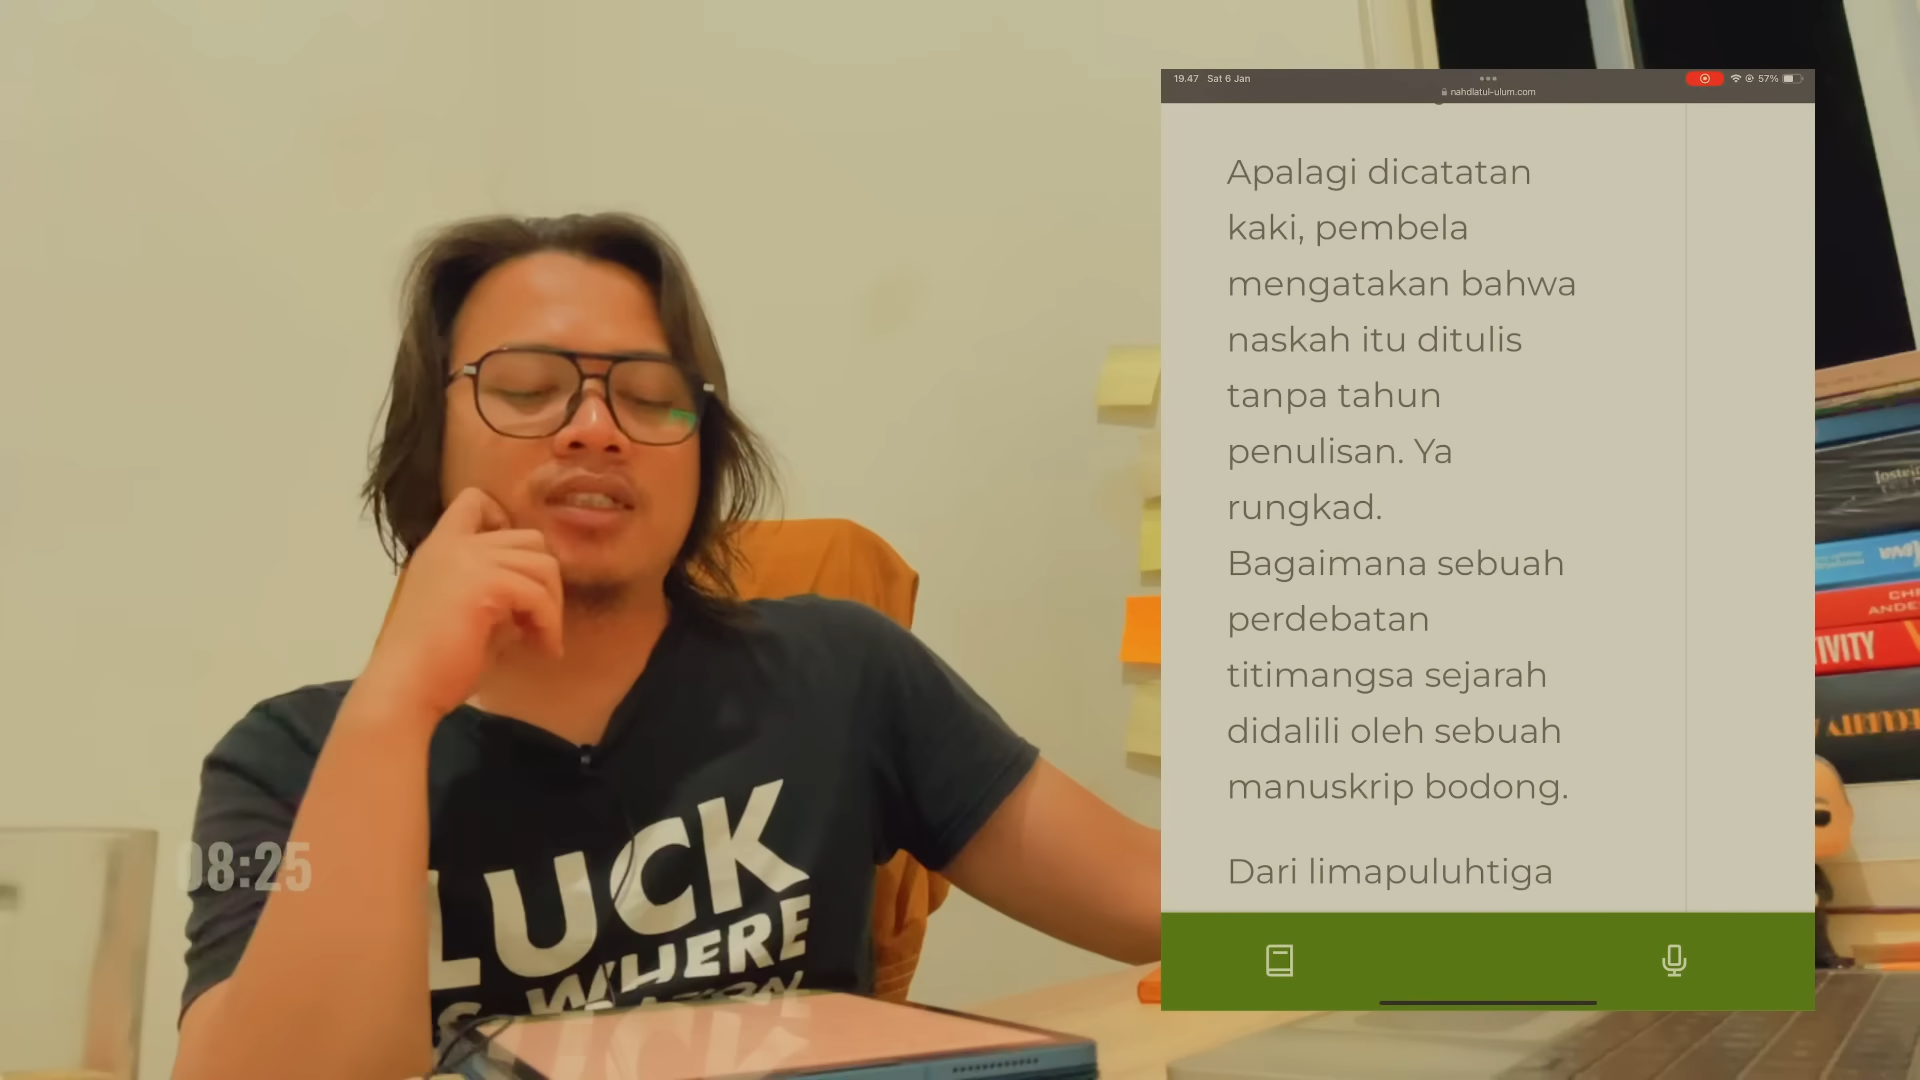 19.47 Sat 6 Jan
57%
nahdlatul-ulum.com
Apalagi dicatatan
kaki, pembela
mengatakan bahwa
naskah itu ditulis
tanpa tahun
penulisan. Ya
rungkad.
Bagaimana sebuah
perdebatan
titimangsa sejarah
didalili oleh sebuah
manuskrip bodong.
Dari limapuluhtiga
08:25
LUCK
WHERE
Jostein
TIVITY